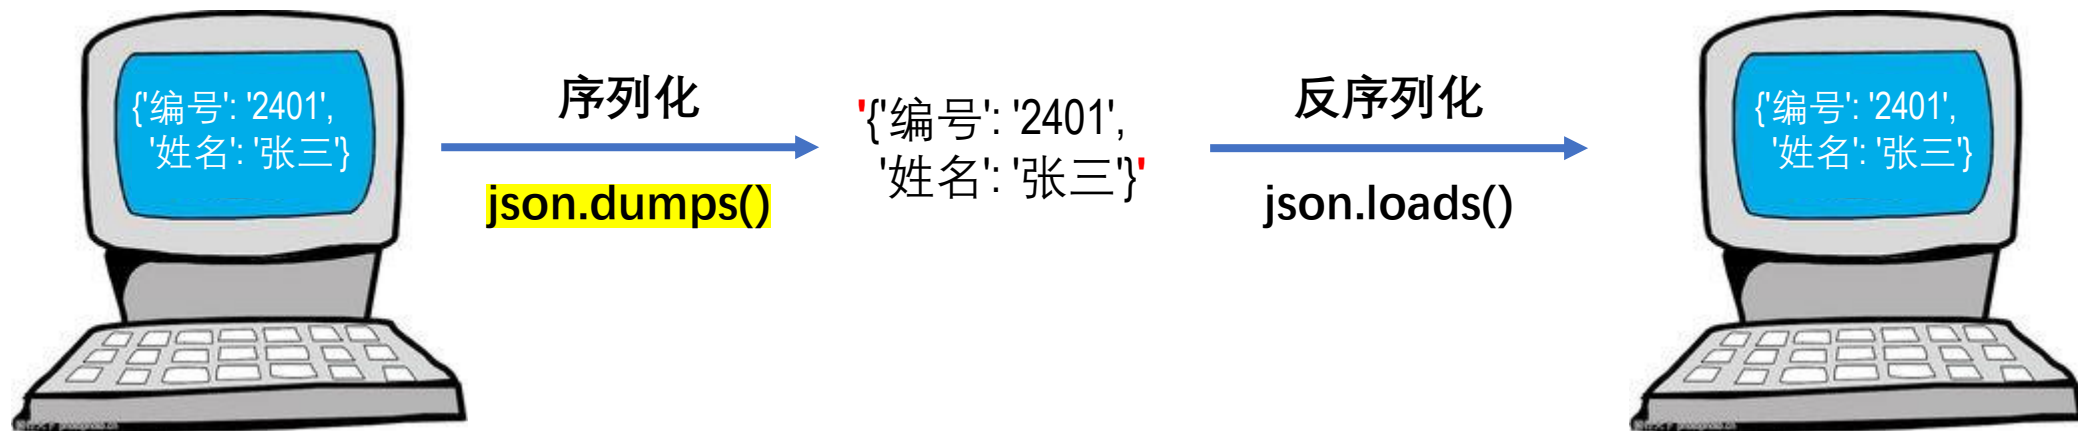 {'编号': '2401',
'姓名': '张三'}
序列化
json.dumps()
'{'编号': '2401',
'姓名': '张三'}'
反序列化
json.loads()
{'编号': '2401',
'姓名': '张三'}